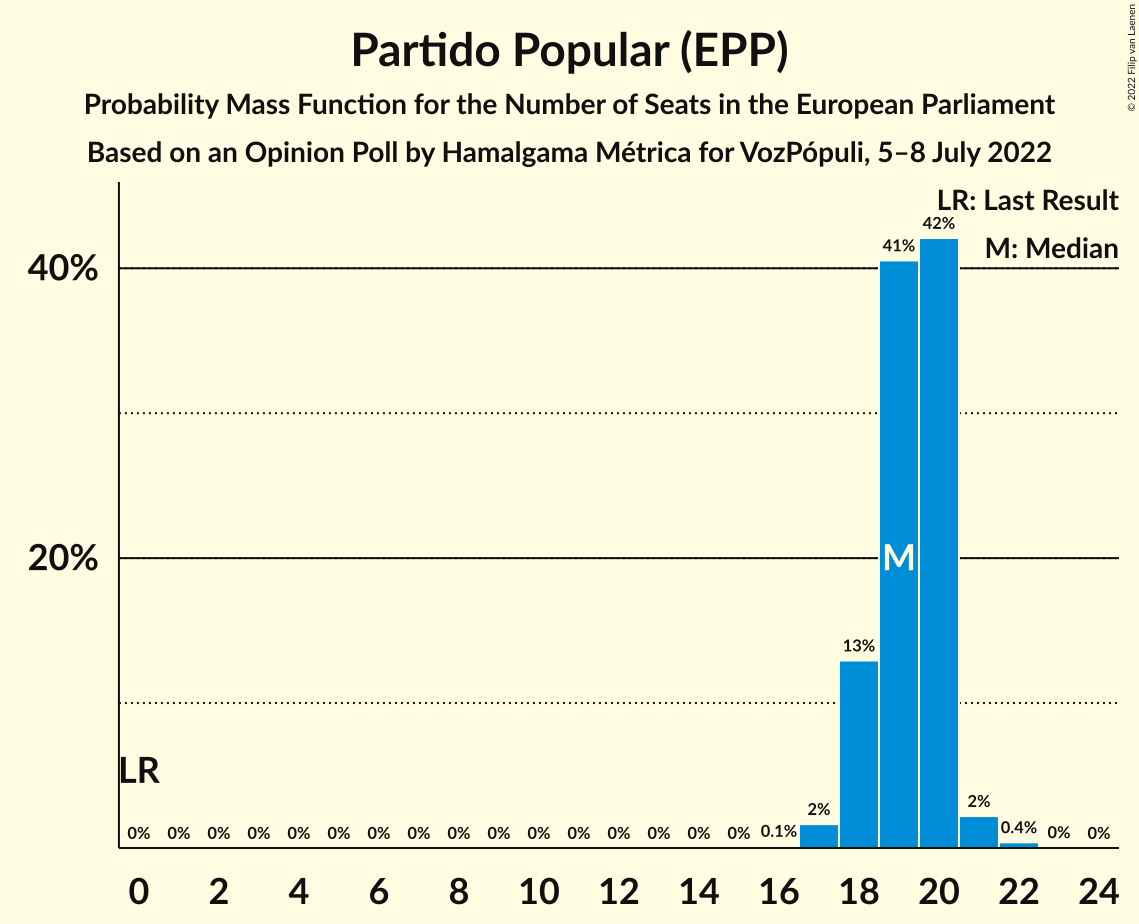 Partido Popular (EPP)
Probability Mass Function for the Number of Seats in the European Parliament
Based on an Opinion Poll by Hamalgama Métrica for VozPópuli, 5–8 July 2022
© 2022 Filip van Laenen
LR: Last Result
M: Median
40%
20%
LR
M
0% 0% 0% 0% 0% 0% 0% 0% 0% 0% 0% 0% 0% 0% 0% 0% 0.1% 2% 13% 41% 42% 2% 0.4% 0% 0%
0 2 4 6 8 10 12 14 16 18 20 22 24